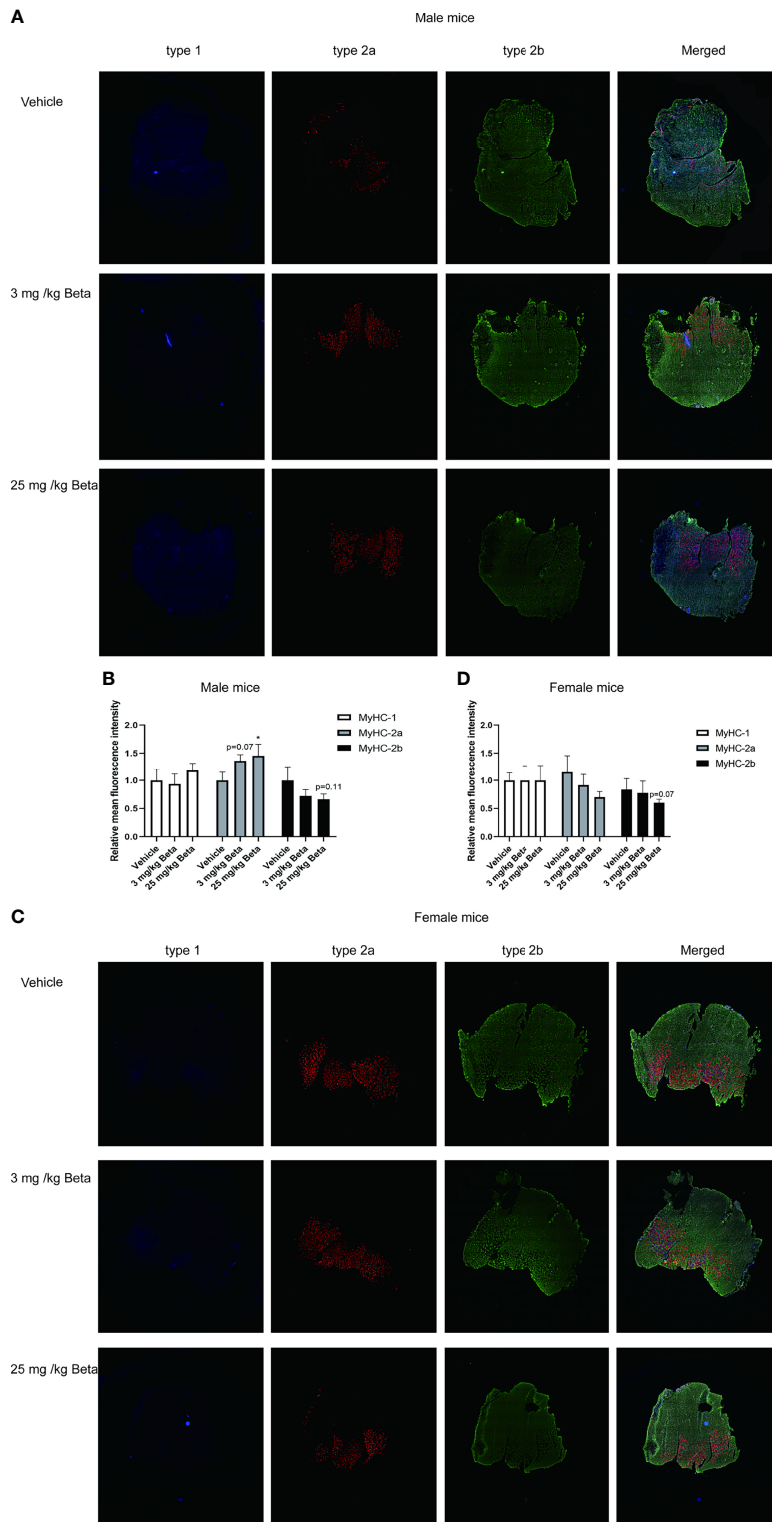 A
Male mice
type 1
type 2a
type 2b
Merged
Vehicle
3 mg /kg Beta
25 mg /kg Beta
B
Male mice
Relative mean fluorescence intensity
2.0
1.5
1.0
0.5
0.0
p=0.07
*
p=0.11
MyHC-1
MyHC-2a
MyHC-2b
Vehicle
3 mg/kg Beta
25 mg/kg Beta
Vehicle
3 mg/kg Beta
25 mg/kg Beta
Vehicle
3 mg/kg Beta
25 mg/kg Beta
D
Female mice
Relative mean fluorescence intensity
2.0
1.5
1.0
0.5
0.0
p=0.07
MyHC-1
MyHC-2a
MyHC-2b
Vehicle
3 mg/kg Beta
25 mg/kg Beta
Vehicle
3 mg/kg Beta
25 mg/kg Beta
Vehicle
3 mg/kg Beta
25 mg/kg Beta
C
Female mice
type 1
type 2a
type 2b
Merged
Vehicle
3 mg /kg Beta
25 mg /kg Beta